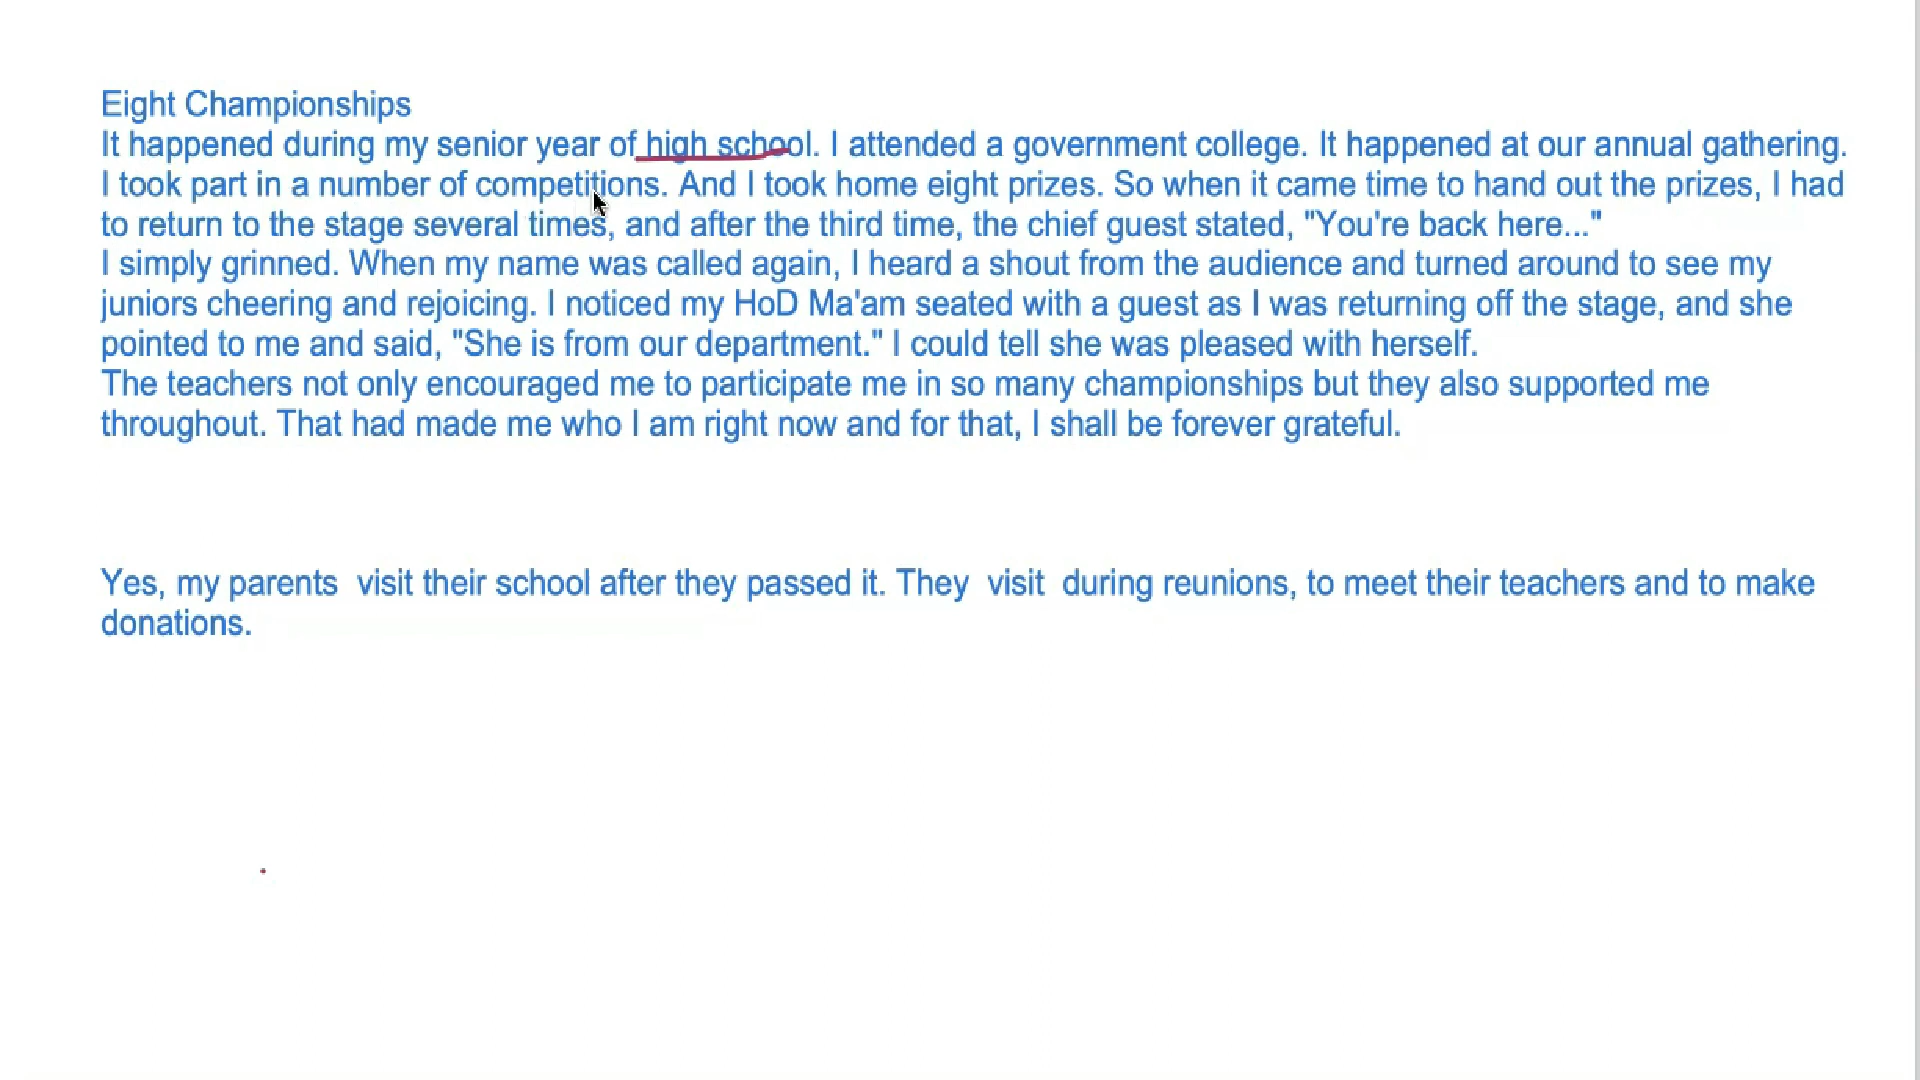 Eight Championships
It happened during my senior year of high school. I attended a government college. It happened at our annual gathering.
I took part in a number of competitions. And I took home eight prizes. So when it came time to hand out the prizes, I had
to return to the stage several times, and after the third time, the chief guest stated, "You're back here..."
I simply grinned. When my name was called again, I heard a shout from the audience and turned around to see my
juniors cheering and rejoicing. I noticed my HoD Ma'am seated with a guest as I was returning off the stage, and she
pointed to me and said, "She is from our department." I could tell she was pleased with herself.
The teachers not only encouraged me to participate me in so many championships but they also supported me
throughout. That had made me who I am right now and for that, I shall be forever grateful.
Yes, my parents  visit their school after they passed it. They  visit  during reunions, to meet their teachers and to make
donations.